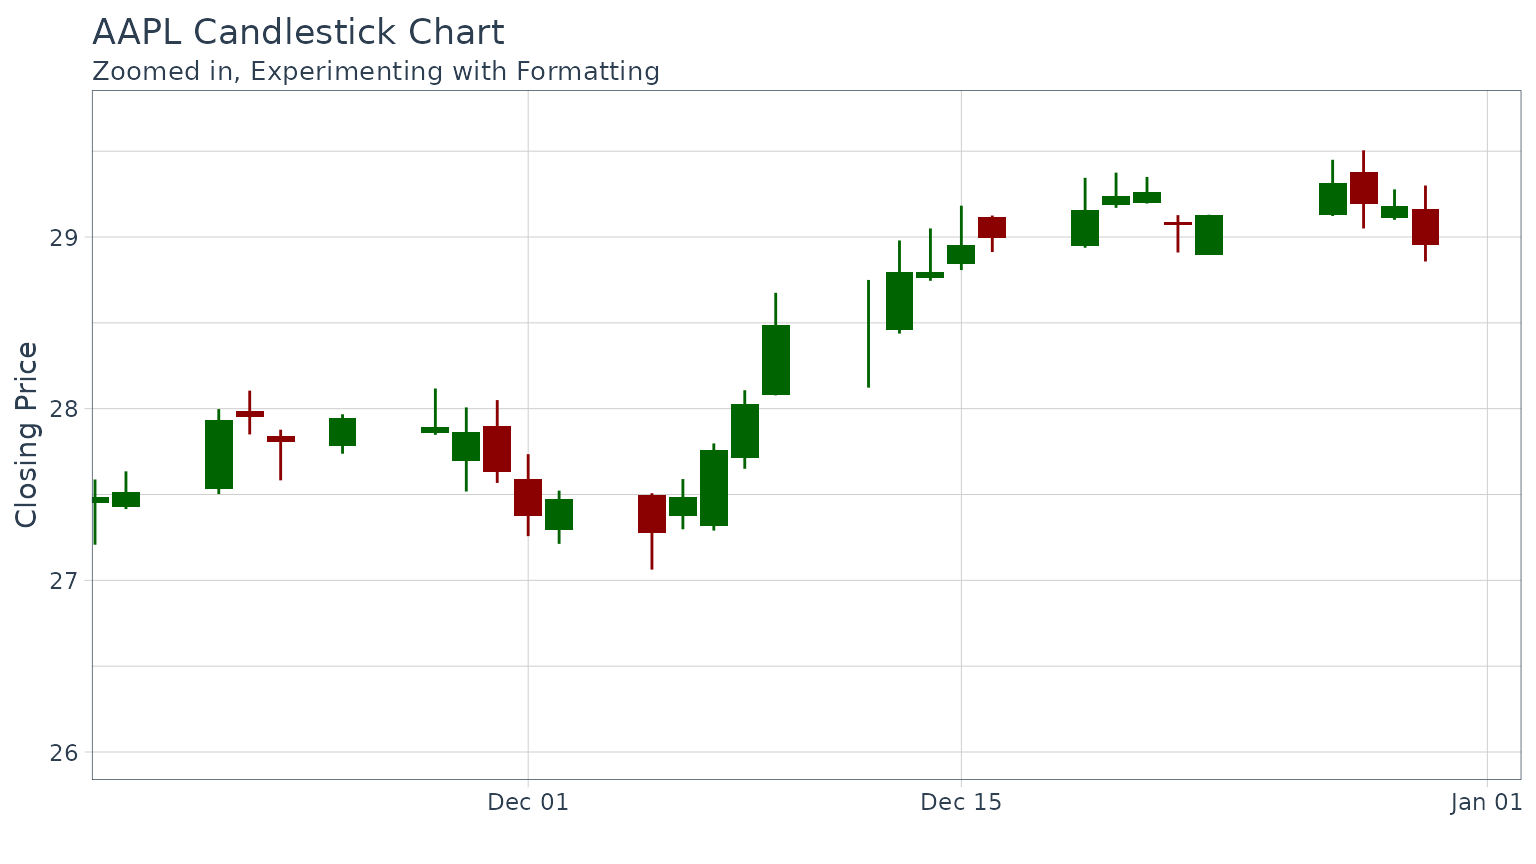 AAPL Candlestick Chart
Zoomed in, Experimenting with Formatting
Closing Price
29
28
27
26
Dec 01
Dec 15
Jan 01